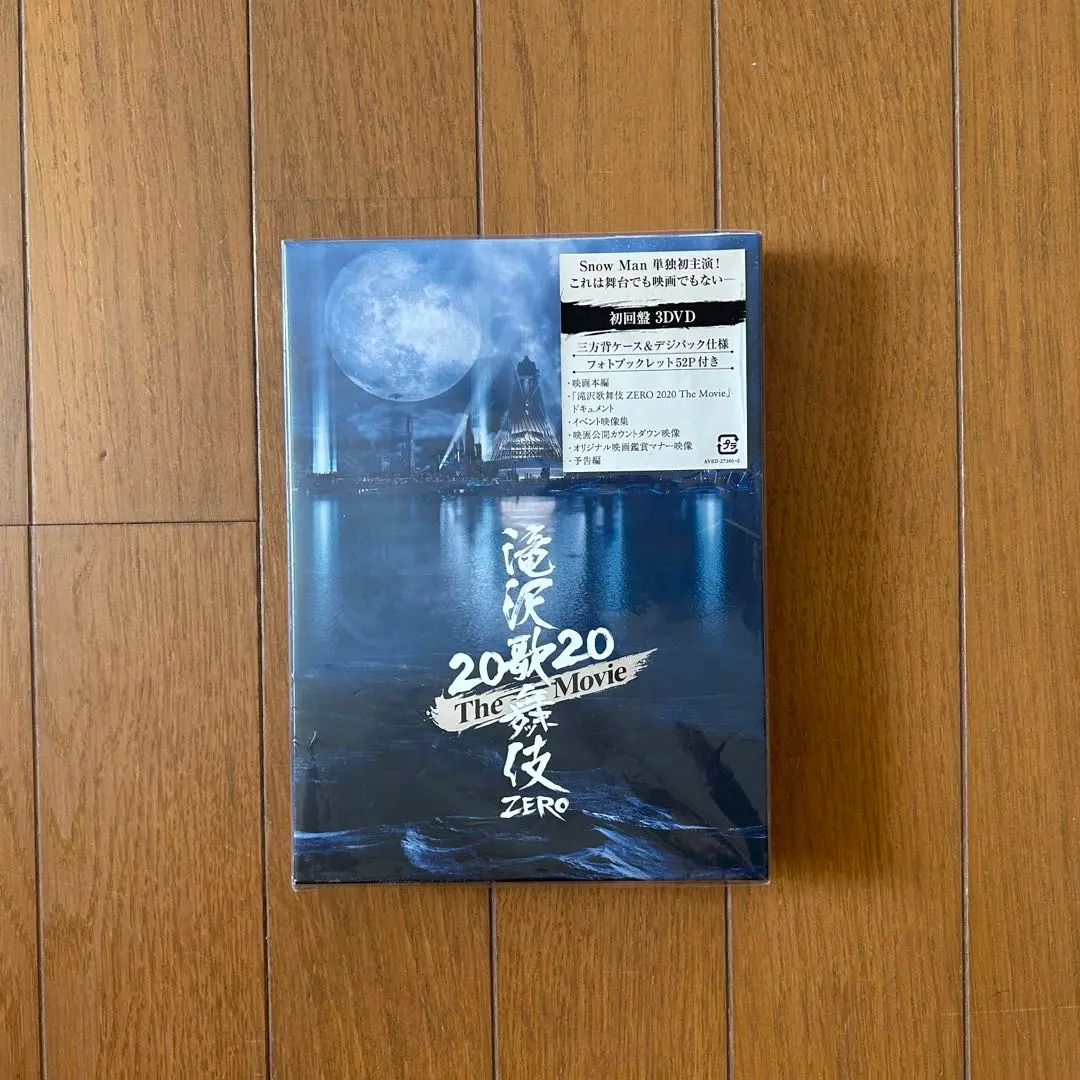 Snow Man 単独初主演!
これは舞台でも映画でもない—
初回盤 3DVD
三方背ケース&デジパック仕様
フォトブックレット52P付き
・映画本編
・「滝沢歌舞伎 ZERO 2020 The Movie」
ドキュメント
・イベント映像集
・映画公開カウントダウン映像
・オリジナル映画鑑賞マナー映像
・予告編
プラ
滝沢歌舞伎
2020
The Movie
ZERO